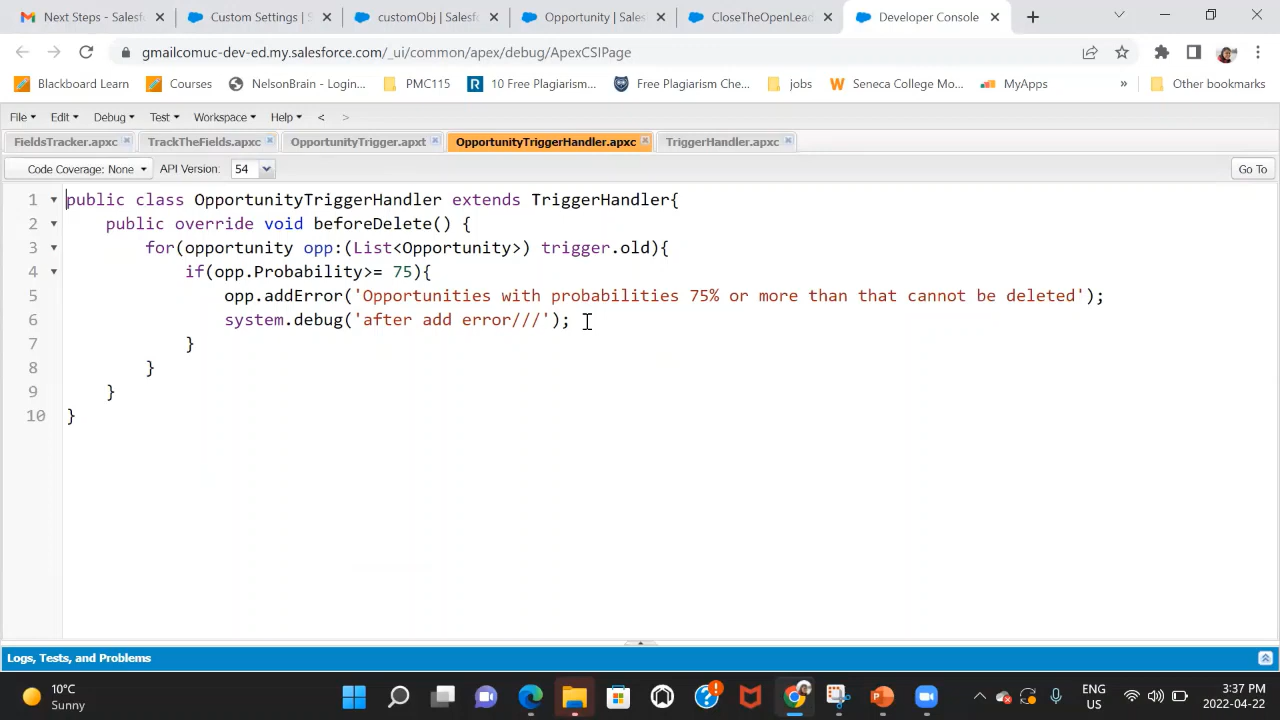 Next Steps - Salesf
Custom Settings | S
customObj | Salesf
Opportunity | Sales
CloseTheOpenLead
Developer Console
gmailcomuc-dev-ed.my.salesforce.com/_ui/common/apex/debug/ApexCSIPage
Blackboard Learn
Courses
NelsonBrain - Login...
PMC115
10 Free Plagiarism...
Free Plagiarism Che...
jobs
Seneca College Mo...
MyApps
»
Other bookmarks
File Edit Debug Test Workspace Help < >
FieldsTracker.apxc
TrackTheFields.apxc
OpportunityTrigger.apxt
OpportunityTriggerHandler.apxc
TriggerHandler.apxc
Code Coverage: None API Version: 54 Go To
1 public class OpportunityTriggerHandler extends TriggerHandler{
2 public override void beforeDelete() {
3 for(opportunity opp:(List<Opportunity>) trigger.old){
4 if(opp.Probability>= 75){
5 opp.addError('Opportunities with probabilities 75% or more than that cannot be deleted');
6 system.debug('after add error///');
7 }
8 }
9 }
10 }
Logs, Tests, and Problems
10°C
Sunny
ENG
US
3:37 PM
2022-04-22